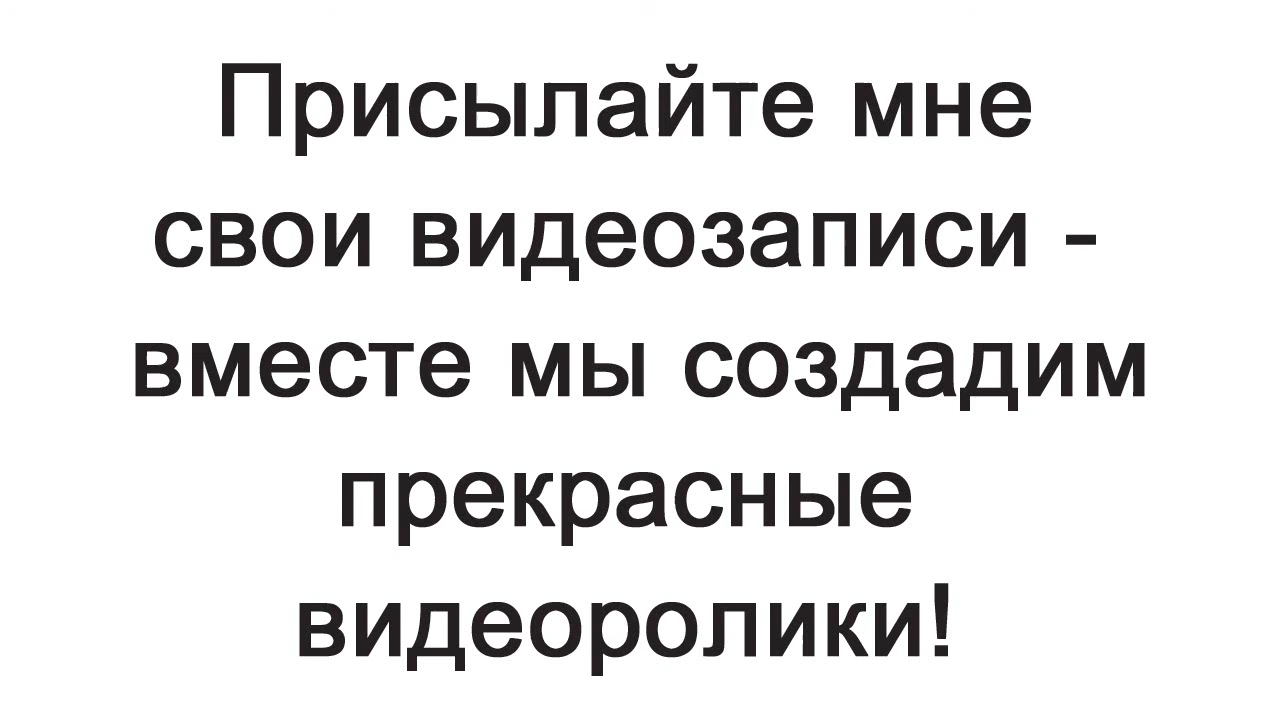 Присылайте мне
свои видеозаписи -
вместе мы создадим
прекрасные
видеоролики!